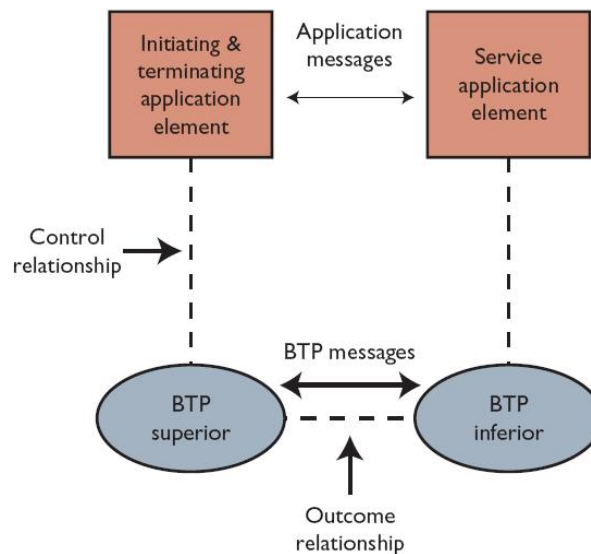 Initiating &
terminating
application
element
Application
messages
Service
application
element
Control
relationship
BTP messages
BTP
superior
BTP
inferior
Outcome
relationship